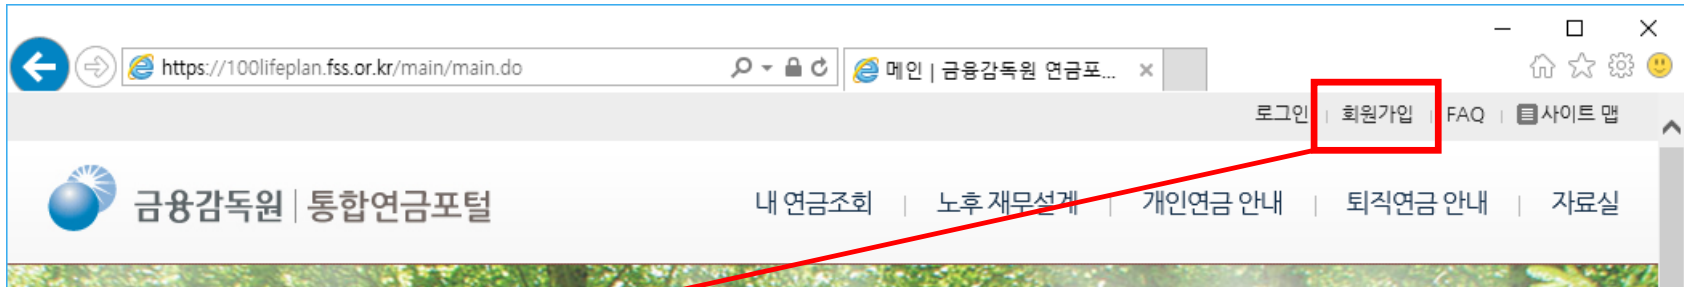 https://100lifeplan.fss.or.kr/main/main.do
메인 | 금융감독원 연금포...
로그인 회원가입 FAQ 사이트 맵
금융감독원 통합연금포털
내 연금조회 노후 재무설계 개인연금 안내 퇴직연금 안내 자료실